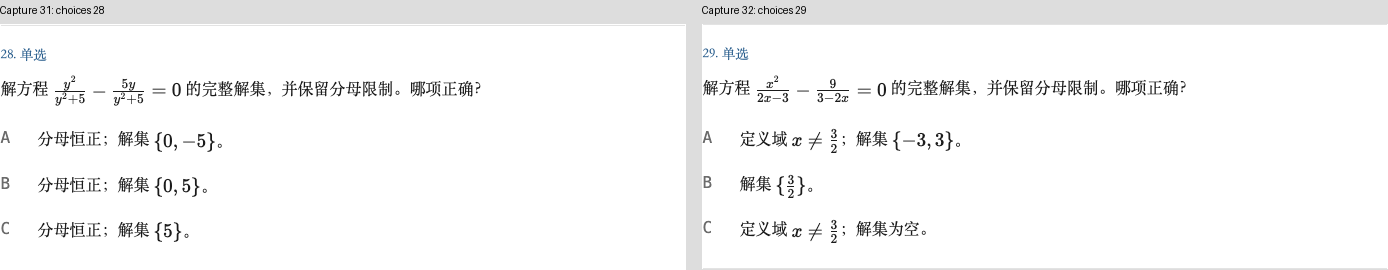 Capture 31: choices 28
28. 单选
解方程 \frac{y^2}{y^2+5} − \frac{5y}{y^2+5} = 0 的完整解集，并保留分母限制。哪项正确?
A 分母恒正；解集 {0, −5}。
B 分母恒正；解集 {0, 5}。
C 分母恒正；解集 {5}。
Capture 32: choices 29
29. 单选
解方程 \frac{x^2}{2x−3} − \frac{9}{3−2x} = 0 的完整解集，并保留分母限制。哪项正确?
A 定义域 x ≠ \frac{3}{2}；解集 {−3, 3}。
B 解集 {\frac{3}{2}}。
C 定义域 x ≠ \frac{3}{2}；解集为空。